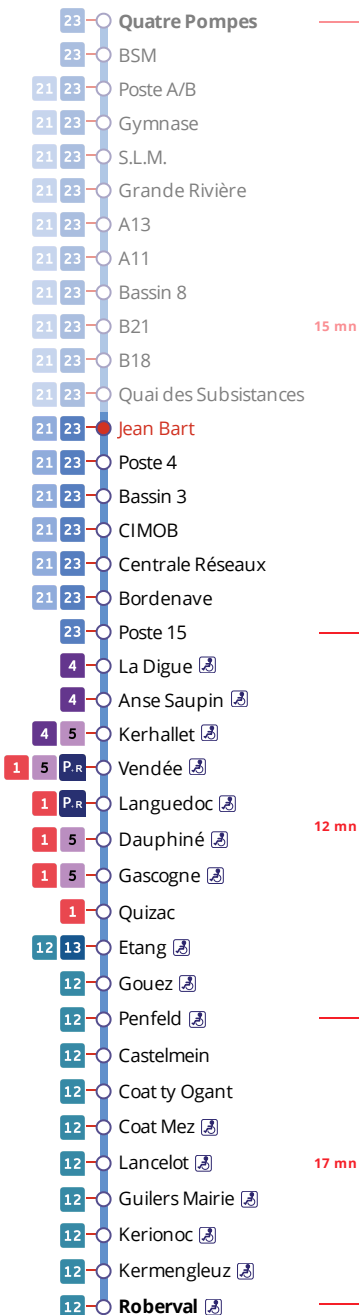 23 Quatre Pompes
23 BSM
21 23 Poste A/B
21 23 Gymnase
21 23 S.L.M.
21 23 Grande Rivière
21 23 A13
21 23 A11
21 23 Bassin 8
21 23 B21 15 mn
21 23 B18
21 23 Quai des Subsistances
21 23 Jean Bart
21 23 Poste 4
21 23 Bassin 3
21 23 CIMOB
21 23 Centrale Réseaux
21 23 Bordenave
23 Poste 15
4 La Digue
4 Anse Saupin
4 5 Kerhallet
1 5 P+R Vendée
1 P+R Languedoc
12 mn
1 5 Dauphiné
1 5 Gascogne
1 Quizac
12 13 Etang
12 Gouez
12 Penfeld
12 Castelmein
12 Coat ty Ogant
12 Coat Mez
12 Lancelot 17 mn
12 Guilers Mairie
12 Kerionoc
12 Kermengleuz
12 Roberval